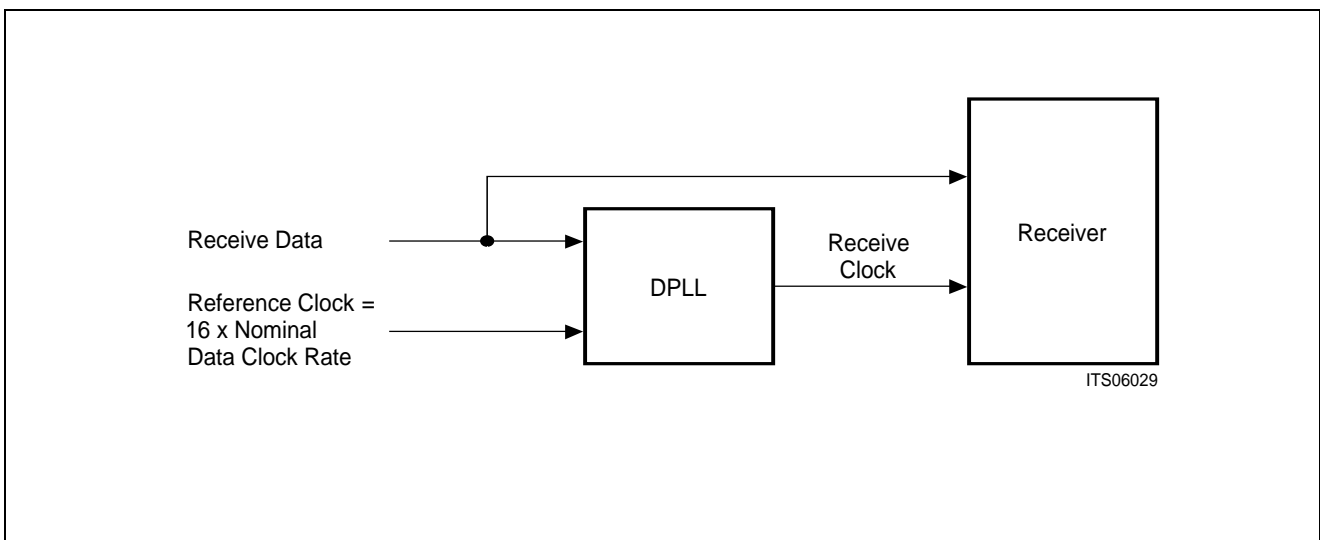 Receive Data
Reference Clock =
16 x Nominal
Data Clock Rate
DPLL
Receive
Clock
Receiver
ITS06029